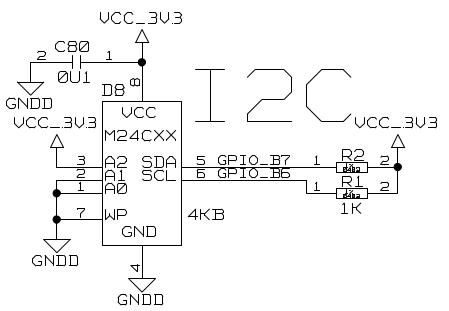 VCC_3V3
C80
2 1
0U1
GNDD
8
D8
I2C
VCC_3V3
VCC
VCC_3V3
M24CXX
3 A2 SDA 5 GPIO_B7 1 R2 2
2 A1 SCL 6 GPIO_B6
1 A0 1 R1 2
7 WP 4KB 1K
GND
GNDD
4
GNDD